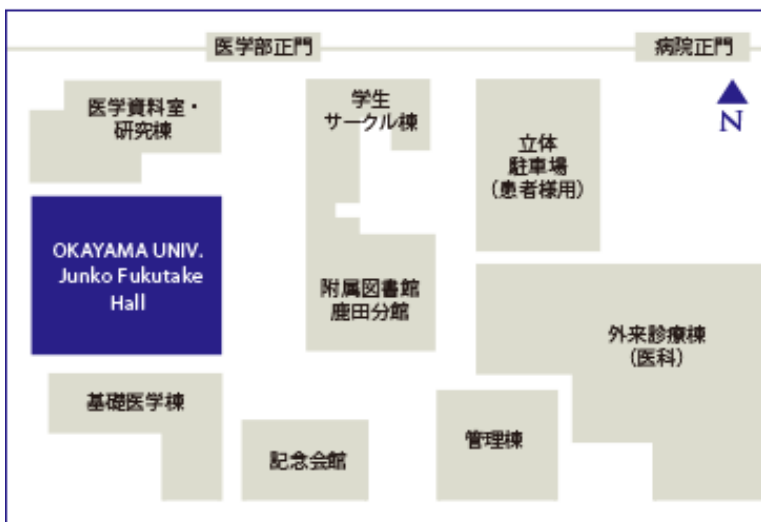 医学部正門
病院正門
医学資料室・
研究棟
学生
サークル棟
立体
駐車場
（患者様用）
N
OKAYAMA UNIV.
Junko Fukutake
Hall
附属図書館
鹿田分館
外来診療棟
（医科）
基礎医学棟
記念会館
管理棟